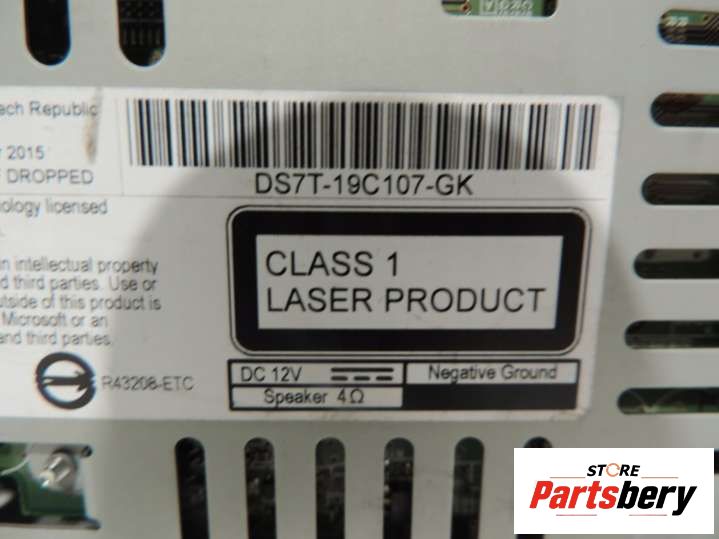 ech Republic
r 2015
F DROPPED
DS7T-19C107-GK
ology licensed
n intellectual property
d third parties. Use or
utside of this product is
Microsoft or an
and third parties.
CLASS 1
LASER PRODUCT
R43208-ETC
DC 12V
Negative Ground
Speaker 4Ω
STORE
Partsbery